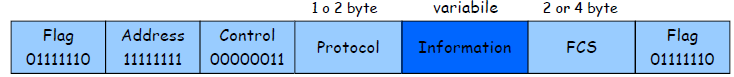 1 o 2 byte variabile 2 or 4 byte
Flag Address Control Protocol Information FCS Flag
01111110 11111111 00000011 01111110